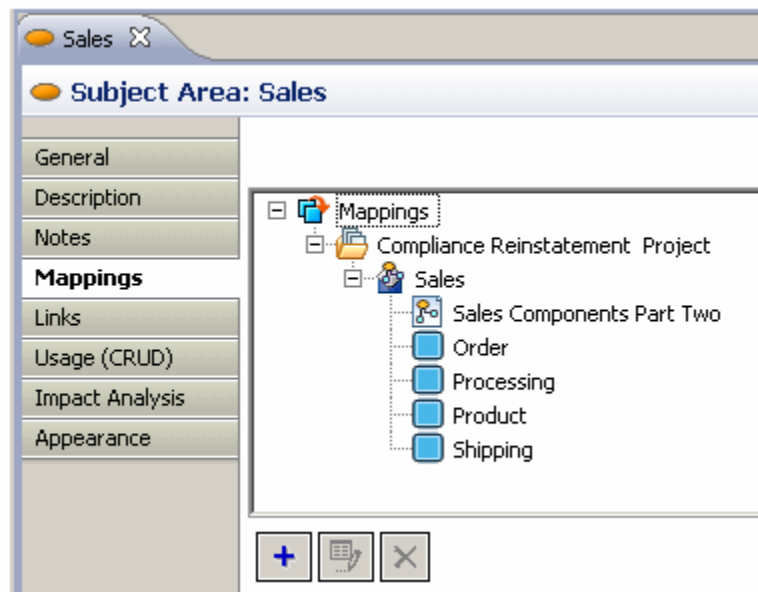 Sales
Subject Area: Sales
General
Description
Notes
Mappings
Links
Usage (CRUD)
Impact Analysis
Appearance
Mappings
Compliance Reinstatement  Project
Sales
Sales Components Part Two
Order
Processing
Product
Shipping